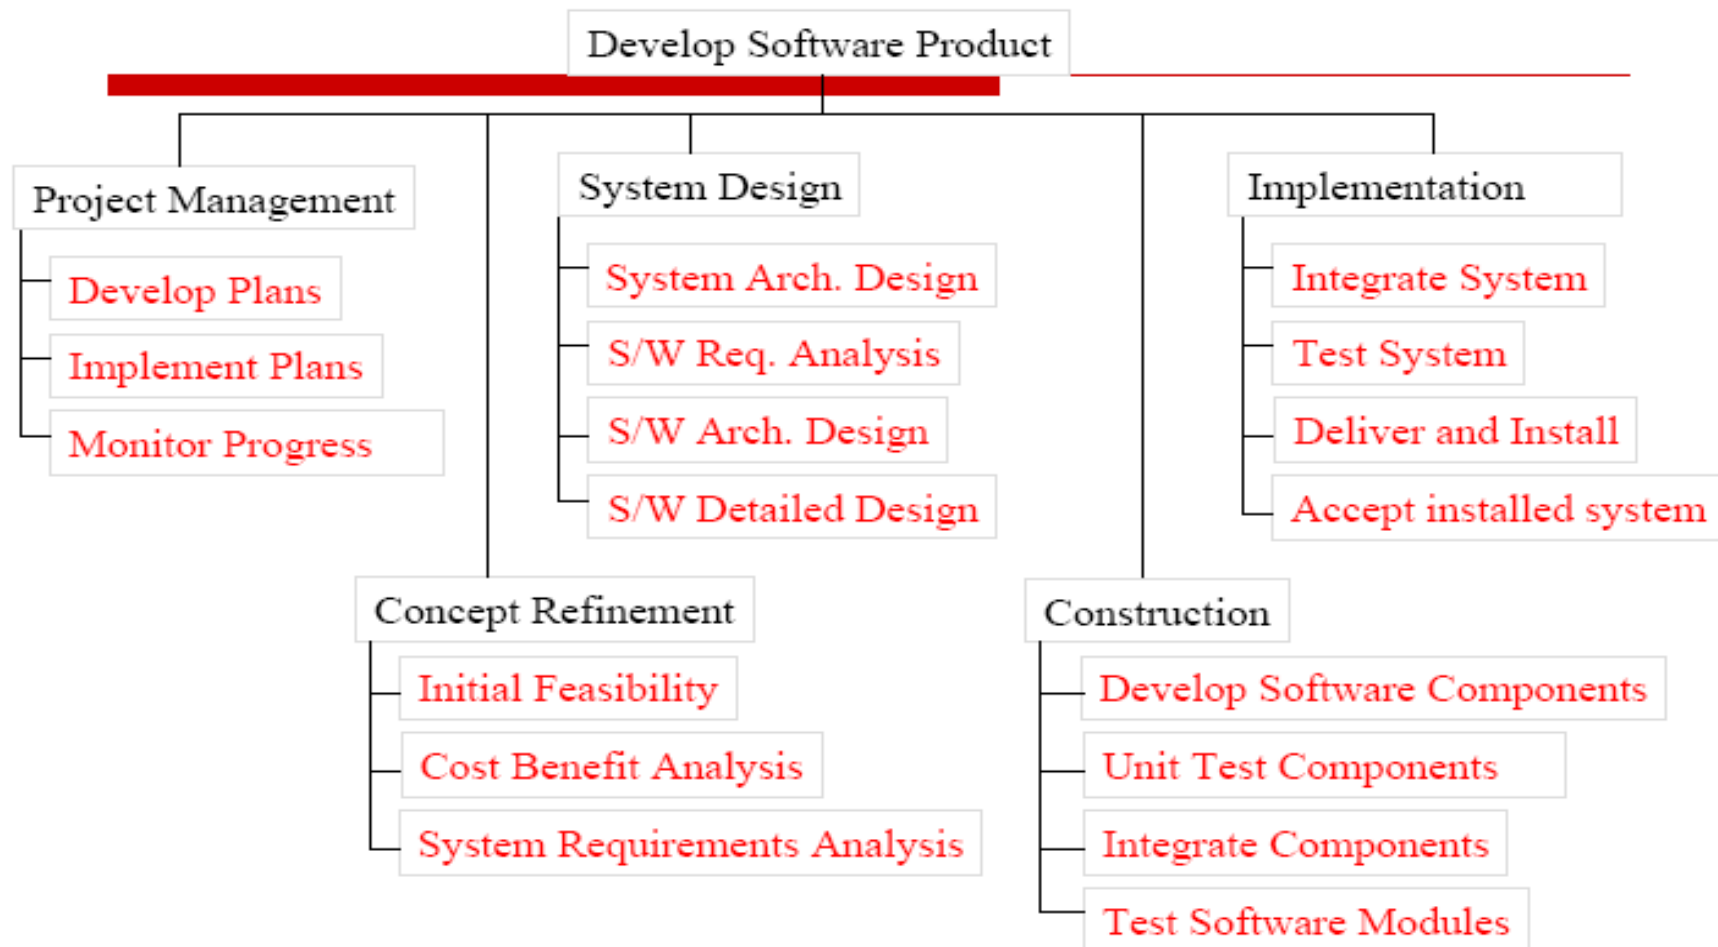 Develop Software Product
Project Management
Develop Plans
Implement Plans
Monitor Progress
Concept Refinement
Initial Feasibility
Cost Benefit Analysis
System Requirements Analysis
System Design
System Arch. Design
S/W Req. Analysis
S/W Arch. Design
S/W Detailed Design
Construction
Develop Software Components
Unit Test Components
Integrate Components
Test Software Modules
Implementation
Integrate System
Test System
Deliver and Install
Accept installed system